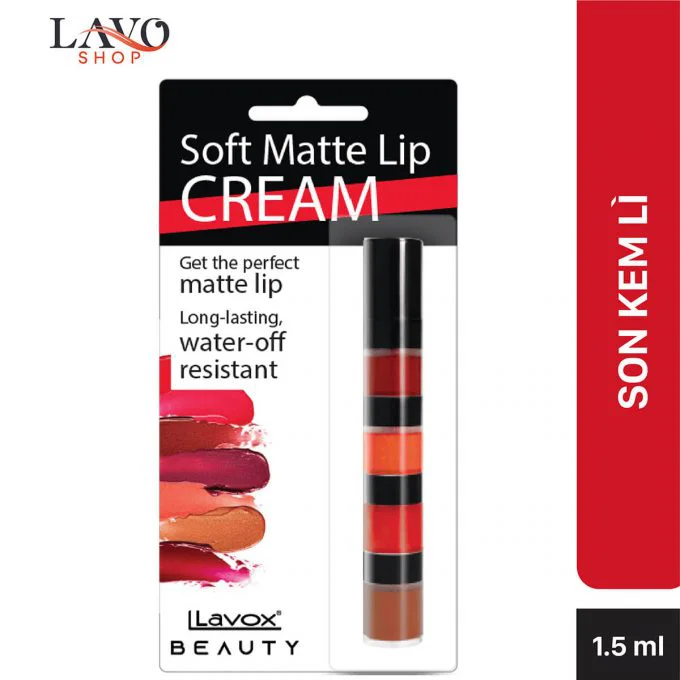 LAVO
SHOP
Soft Matte Lip
CREAM
Get the perfect
matte lip
Long-lasting,
water-off
resistant
LLavox®
BEAUTY
SON KEM LÌ
1.5 ml